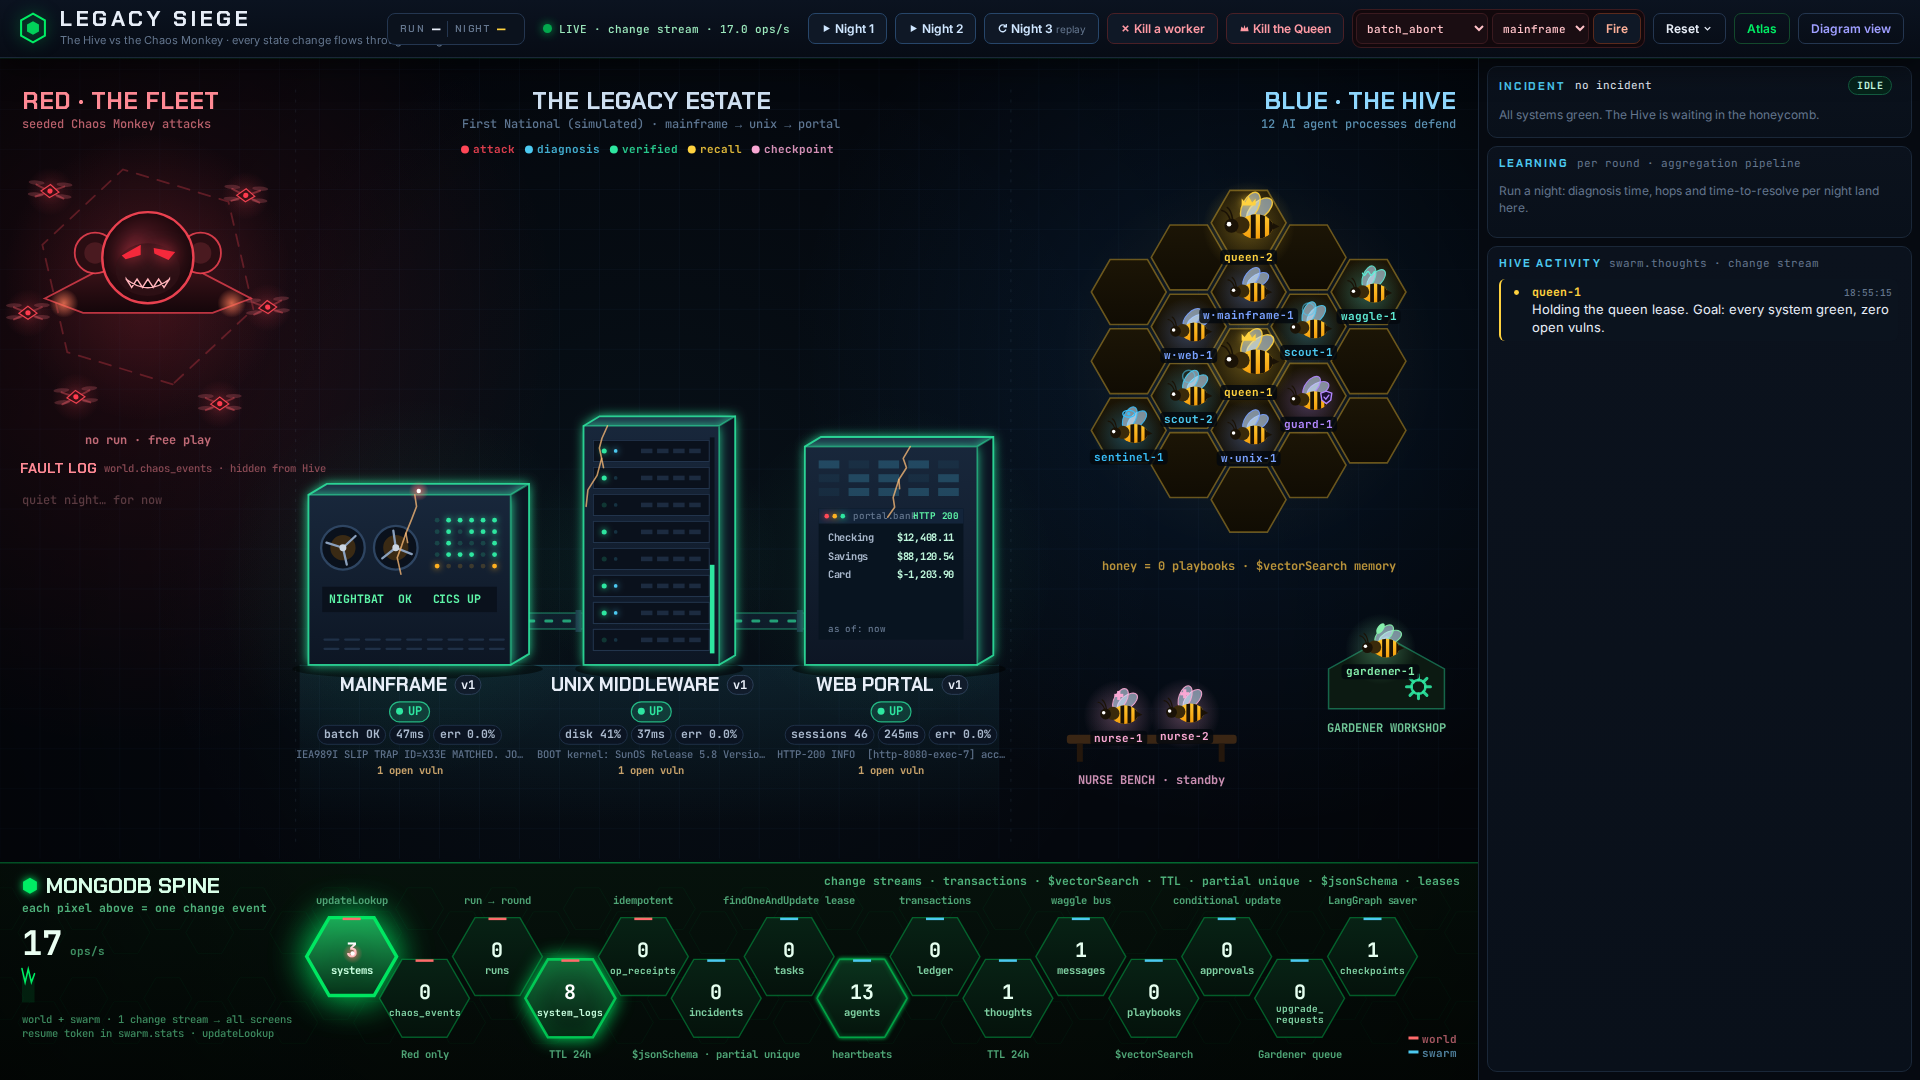 LEGACY SIEGE
The Hive vs the Chaos Monkey · every state change flows
RUN — NIGHT —
LIVE · change stream · 17.0 ops/s
Night 1
Night 2
Night 3 replay
Kill a worker
Kill the Queen
batch_abort
mainframe
Fire
Reset
Atlas
Diagram view
RED · THE FLEET
seeded Chaos Monkey attacks
no run · free play
FAULT LOG world.chaos_events · hidden from Hive
quiet night… for now
THE LEGACY ESTATE
First National (simulated) · mainframe → unix → portal
attack diagnosis verified recall checkpoint
NIGHTBAT OK CICS UP
portal.bank HTTP 200
Checking $12,408.11
Savings $88,120.54
Card $-1,203.90
as of: now
MAINFRAME v1
UP
batch OK 47ms err 0.0%
IEA989I SLIP TRAP ID=X33E MATCHED. JO…
1 open vuln
UNIX MIDDLEWARE v1
UP
disk 41% 37ms err 0.0%
BOOT kernel: SunOS Release 5.8 Versio…
1 open vuln
WEB PORTAL v1
UP
sessions 46 245ms err 0.0%
HTTP-200 INFO [http-8080-exec-7] acc…
1 open vuln
BLUE · THE HIVE
12 AI agent processes defend
queen-2
w·mainframe-1
waggle-1
w·web-1
scout-1
queen-1
scout-2
guard-1
sentinel-1
w·unix-1
honey = 0 playbooks · $vectorSearch memory
gardener-1
GARDENER WORKSHOP
nurse-1
nurse-2
NURSE BENCH · standby
INCIDENT no incident IDLE
All systems green. The Hive is waiting in the honeycomb.
LEARNING per round · aggregation pipeline
Run a night: diagnosis time, hops and time-to-resolve per night land
here.
HIVE ACTIVITY swarm.thoughts · change stream
queen-1 18:55:15
Holding the queen lease. Goal: every system green, zero
open vulns.
MONGODB SPINE
each pixel above = one change event
17 ops/s
world + swarm · 1 change stream → all screens
resume token in swarm.stats · updateLookup
change streams · transactions · $vectorSearch · TTL · partial unique · $jsonSchema · leases
updateLookup
3
systems
0
chaos_events
Red only
run → round
0
runs
8
system_logs
TTL 24h
idempotent
0
op_receipts
0
incidents
$jsonSchema · partial unique
findOneAndUpdate lease
0
tasks
13
agents
heartbeats
transactions
0
ledger
1
thoughts
TTL 24h
waggle bus
1
messages
0
playbooks
$vectorSearch
conditional update
0
approvals
0
upgrade_
requests
Gardener queue
LangGraph saver
1
checkpoints
world
swarm